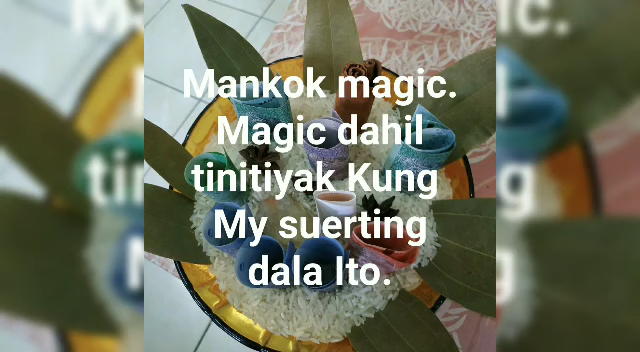 Mankok magic.
Magic dahil
tinitiyak Kung
My suerting
dala Ito.